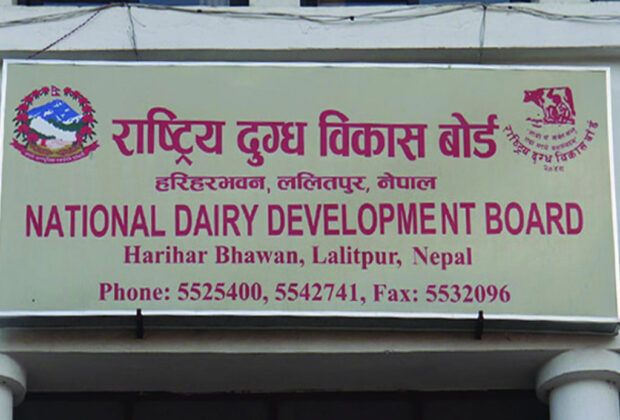 राष्ट्रिय दुग्ध विकास बोर्ड
हरिहरभवन, ललितपुर, नेपाल
NATIONAL DAIRY DEVELOPMENT BOARD
Harihar Bhawan, Lalitpur, Nepal
Phone: 5525400, 5542741, Fax: 5532096
राष्ट्रिय दुग्ध विकास बोर्ड